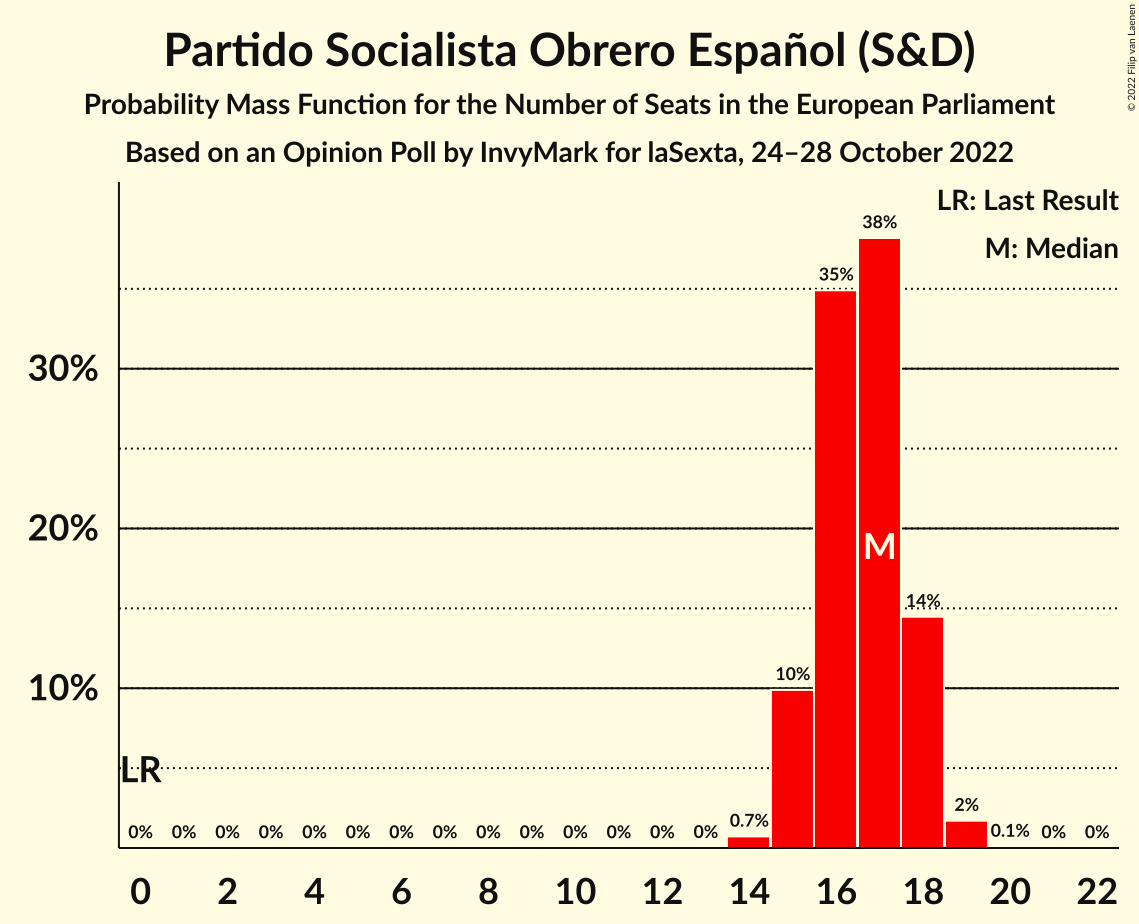 Partido Socialista Obrero Español (S&D)
Probability Mass Function for the Number of Seats in the European Parliament
Based on an Opinion Poll by InvyMark for laSexta, 24–28 October 2022
© 2022 Filip van Laenen
LR: Last Result
M: Median
38%
35%
30%
20%
M
14%
10%
10%
LR
0% 0% 0% 0% 0% 0% 0% 0% 0% 0% 0% 0% 0% 0% 0.7% 2% 0.1% 0% 0%
0 2 4 6 8 10 12 14 16 18 20 22